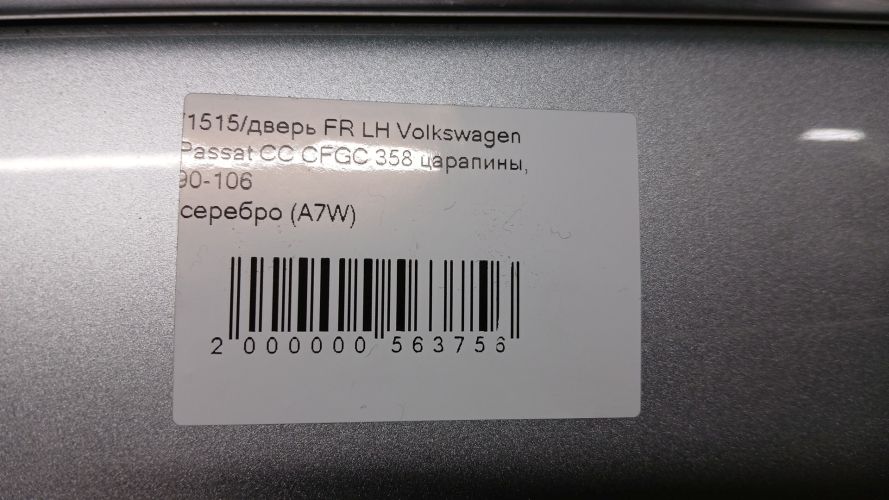 1515/дверь FR LH Volkswagen
Passat CC CFGC 358 царапины,
90-106
серебро (A7W)
2 000000 563756